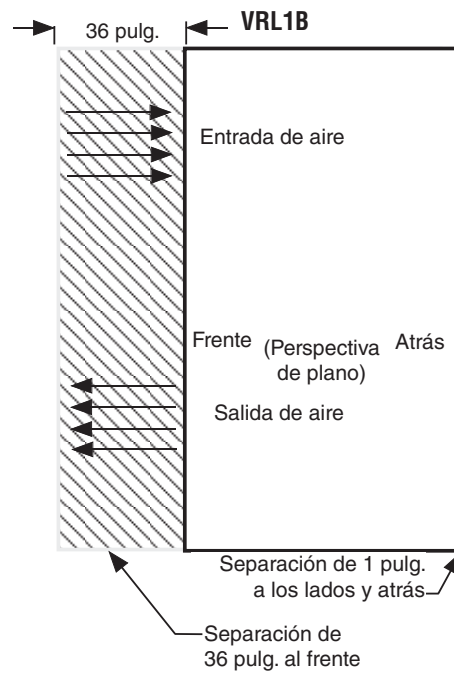 36 pulg.
VRL1B
Entrada de aire
Frente
(Perspectiva
de plano)
Atrás
Salida de aire
Separación de 1 pulg.
a los lados y atrás
Separación de
36 pulg. al frente